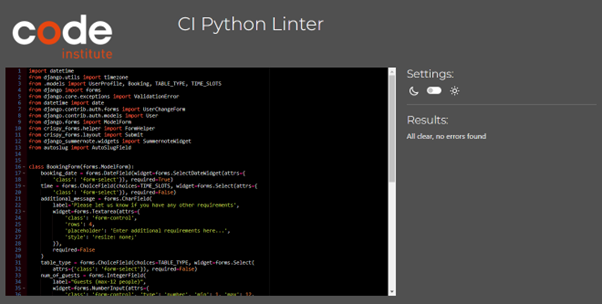 code
institute
CI Python Linter
1 import datetime
2 from django.utils import timezone
3 from .models import UserProfile, Booking, TABLE_TYPE, TIME_SLOTS
4 from django import forms
5 from django.core.exceptions import ValidationError
6 from datetime import date
7 from django.contrib.auth.forms import UserChangeForm
8 from django.contrib.auth.models import User
9 from django.forms import ModelForm
10 from crispy_forms.helper import FormHelper
11 from crispy_forms.layout import Submit
12 from django_summernote.widgets import SummernoteWidget
13 from autoslug import AutoSlugField
14
15
16 class BookingForm(forms.ModelForm):
17 booking_date = forms.DateField(widget=forms.SelectDateWidget(attrs={
18 'class': 'form-select'}), required=True)
19 time = forms.ChoiceField(choices=TIME_SLOTS, widget=forms.Select(attrs={
20 'class': 'form-select'}), required=False)
21 additional_message = forms.CharField(
22 label='Please let us know if you have any other requirements',
23 widget=forms.Textarea(attrs={
24 'class': 'form-control',
25 'rows': 4,
26 'placeholder': 'Enter additional requirements here...',
27 'style': 'resize: none;'
28 }),
29 required=False
30 )
31 table_type = forms.ChoiceField(choices=TABLE_TYPE, widget=forms.Select(
32 attrs={'class': 'form-select'}), required=False)
33 num_of_guests = forms.IntegerField(
34 label="Guests (max-12 people)",
35 widget=forms.NumberInput(attrs={
'class': 'form-control', 'type': 'number', 'min': 1, 'max': 12,
Settings:
Results:
All clear, no errors found